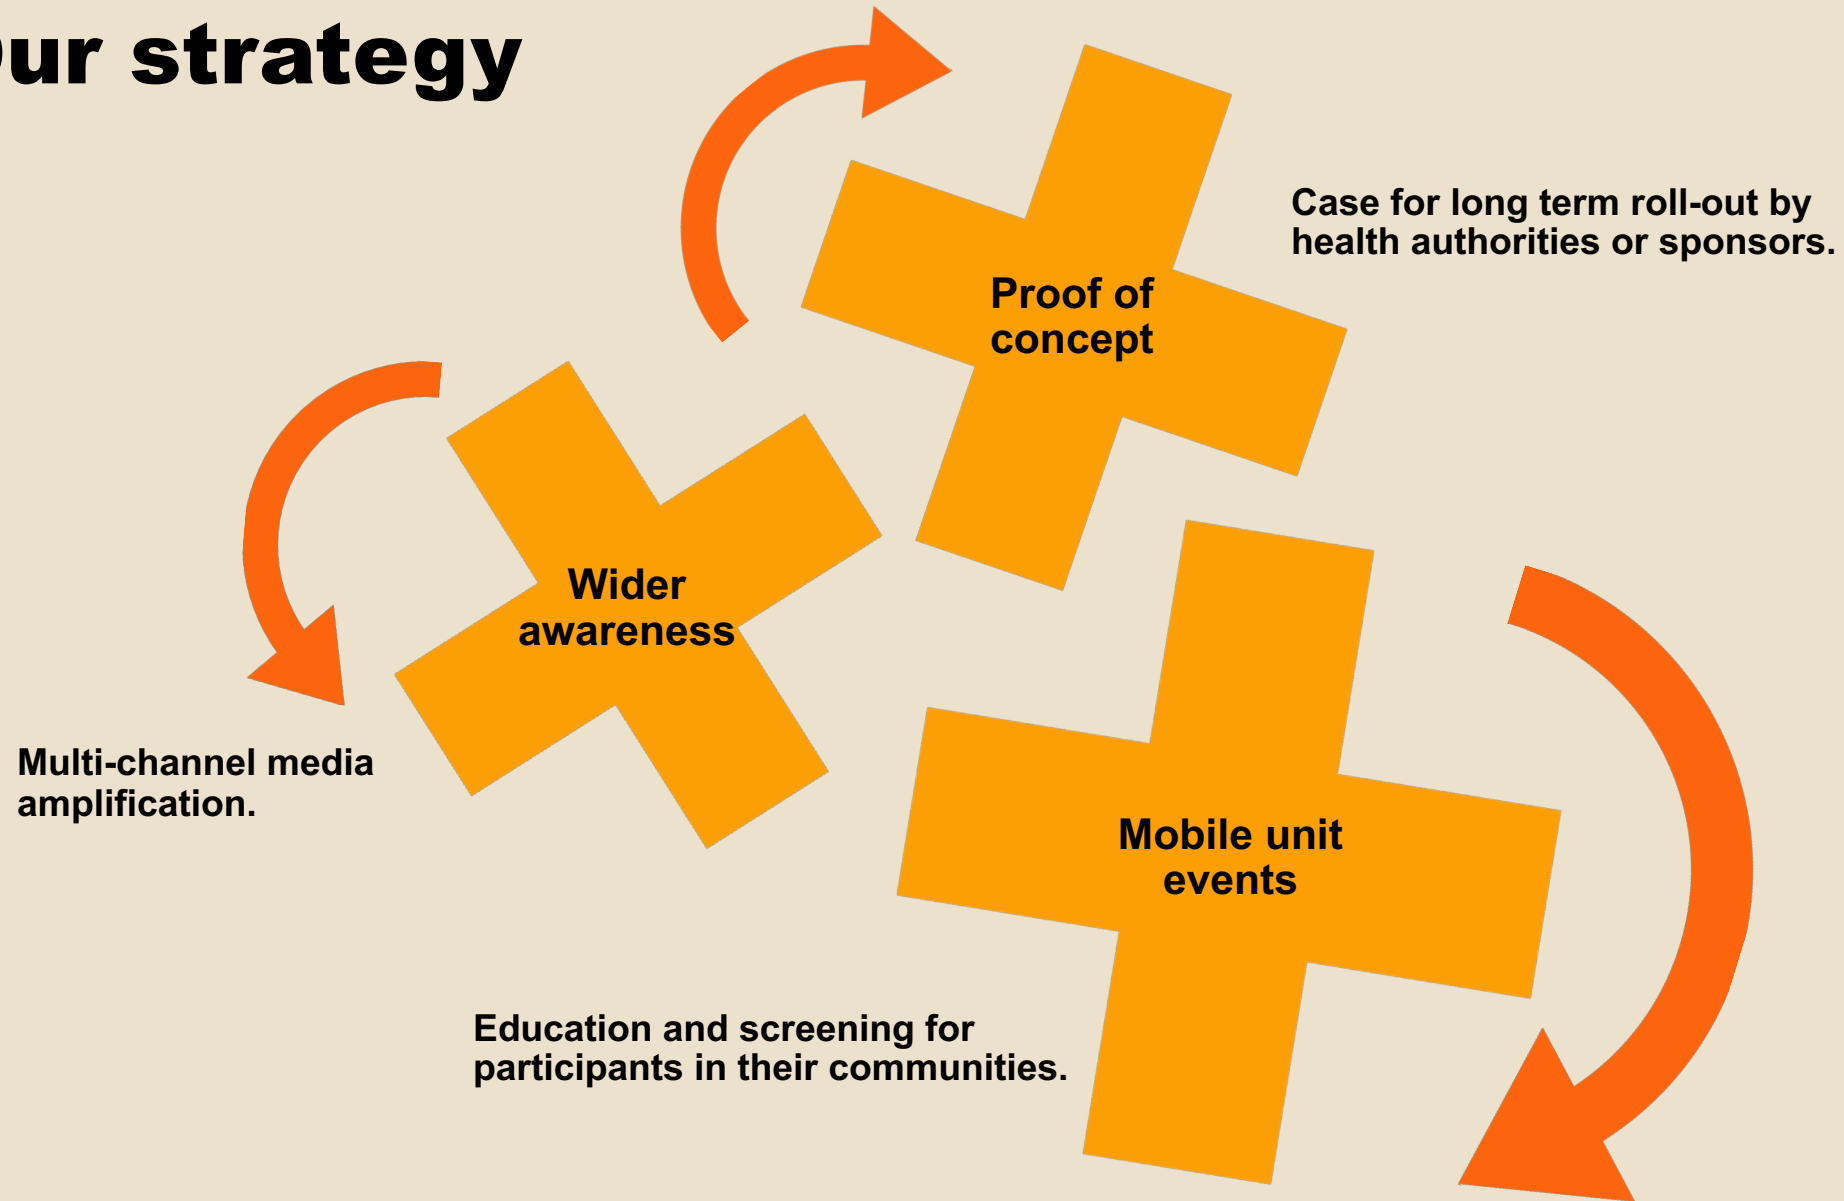 ur strategy
Case for long term roll-out by
health authorities or sponsors.
Proof of
concept
Wider
awareness
Multi-channel media
amplification.
Mobile unit
events
Education and screening for
participants in their communities.